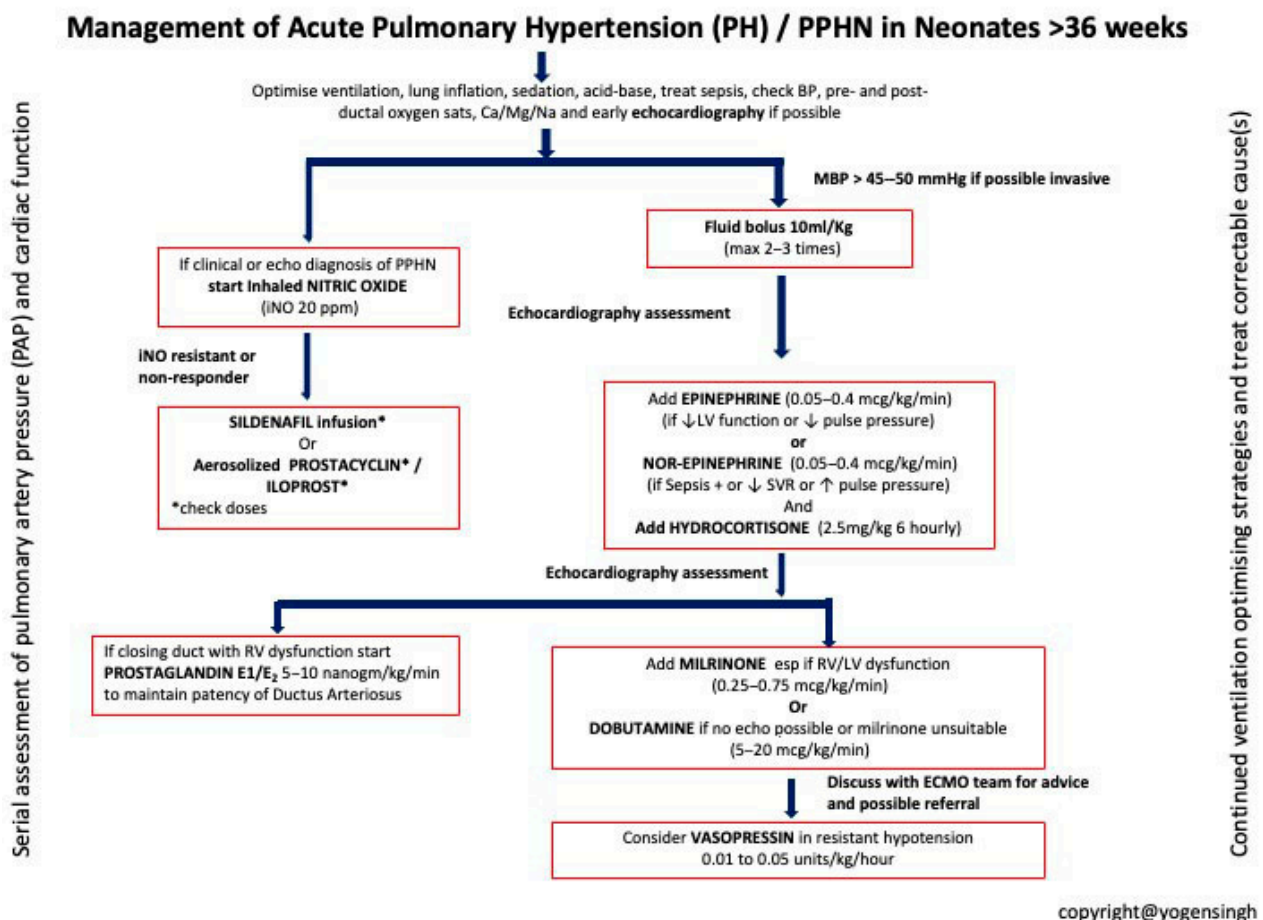 Management of Acute Pulmonary Hypertension (PH) / PPHN in Neonates >36 weeks
Optimise ventilation, lung inflation, sedation, acid-base, treat sepsis, check BP, pre- and post-
ductal oxygen sats, Ca/Mg/Na and early echocardiography if possible
MBP > 45–50 mmHg if possible invasive
If clinical or echo diagnosis of PPHN
start Inhaled NITRIC OXIDE
(iNO 20 ppm)
iNO resistant or
non-responder
SILDENAFIL infusion*
Or
Aerosolized PROSTACYCLIN* /
ILOPROST*
*check doses
Fluid bolus 10ml/Kg
(max 2–3 times)
Echocardiography assessment
Add EPINEPHRINE (0.05–0.4 mcg/kg/min)
(if ↓LV function or ↓ pulse pressure)
or
NOR-EPINEPHRINE (0.05–0.4 mcg/kg/min)
(if Sepsis + or ↓ SVR or ↑ pulse pressure)
And
Add HYDROCORTISONE (2.5mg/kg 6 hourly)
Echocardiography assessment
If closing duct with RV dysfunction start
PROSTAGLANDIN E1/E₂ 5–10 nanogm/kg/min
to maintain patency of Ductus Arteriosus
Add MILRINONE esp if RV/LV dysfunction
(0.25–0.75 mcg/kg/min)
Or
DOBUTAMINE if no echo possible or milrinone unsuitable
(5–20 mcg/kg/min)
Discuss with ECMO team for advice
and possible referral
Consider VASOPRESSIN in resistant hypotension
0.01 to 0.05 units/kg/hour
Serial assessment of pulmonary artery pressure (PAP) and cardiac function
Continued ventilation optimising strategies and treat correctable cause(s)
copyright@yogensingh